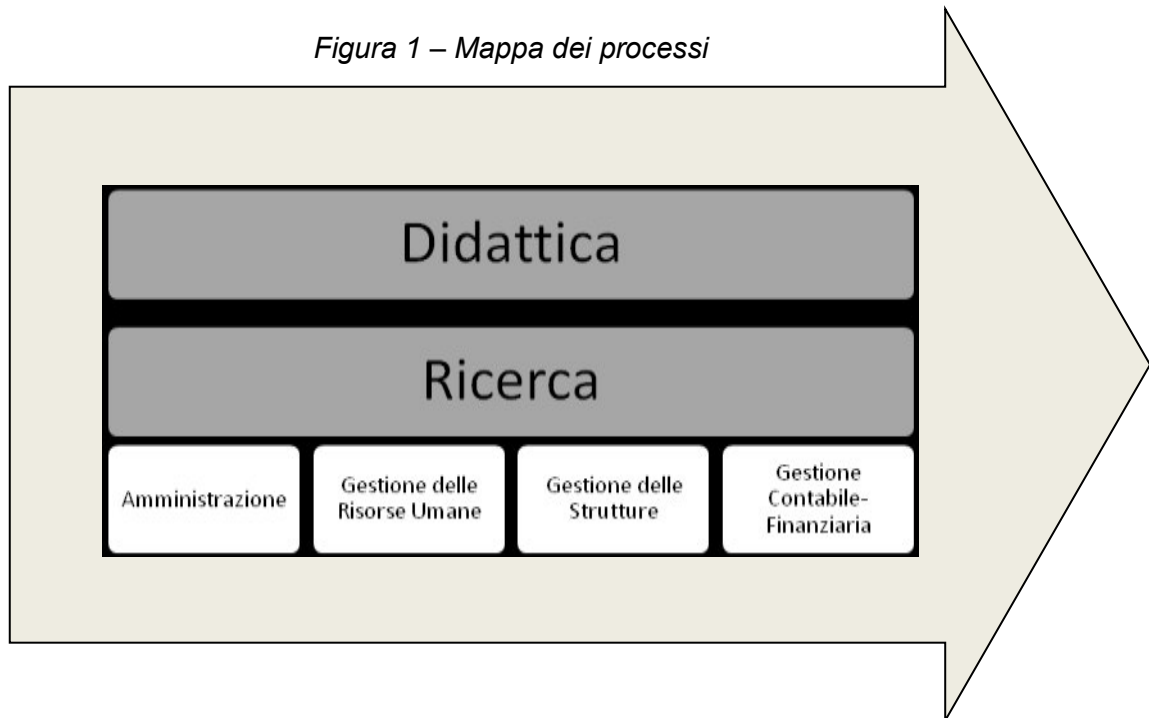 Figura 1 – Mappa dei processi
Didattica
Ricerca
Amministrazione
Gestione delle
Risorse Umane
Gestione delle
Strutture
Gestione
Contabile-
Finanziaria